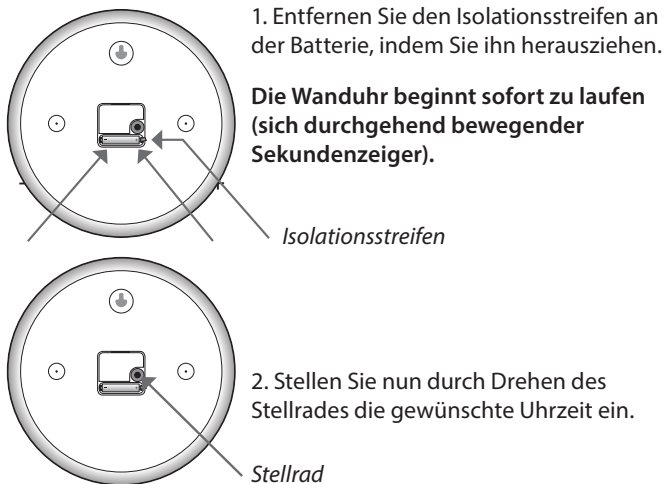 1. Entfernen Sie den Isolationsstreifen an
der Batterie, indem Sie ihn herausziehen.
Die Wanduhr beginnt sofort zu laufen
(sich durchgehend bewegender
Sekundenzeiger).
Isolationsstreifen
2. Stellen Sie nun durch Drehen des
Stellrades die gewünschte Uhrzeit ein.
Stellrad